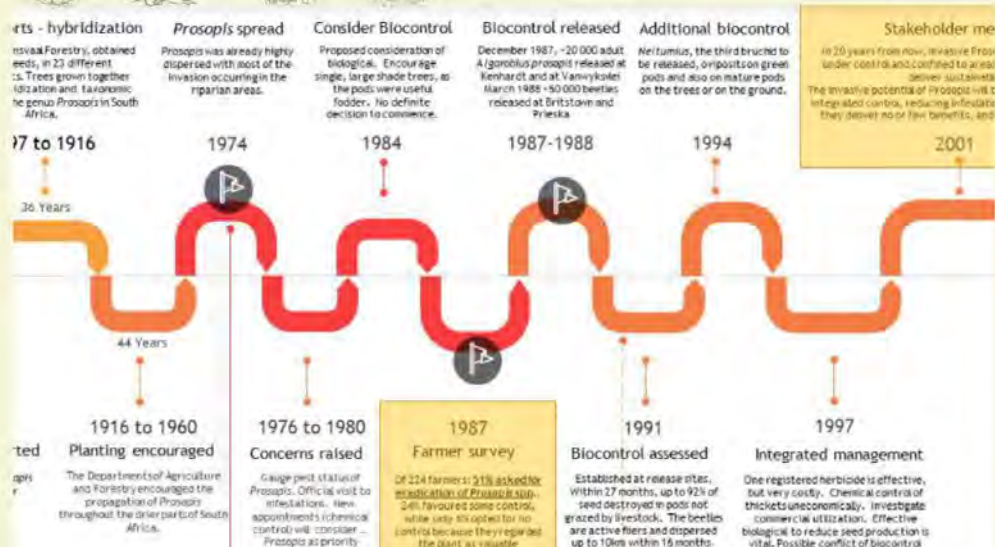 rts - hybridization
nsvaal Forestry, obtained
eeds, in 23 different
s. Trees grown together
idization and taxonomic
he genus Prosopis in South
Africa.
97 to 1916
36 Years
Prosopis spread
Prosopis was already highly
dispersed with most of the
invasion occurring in the
riparian areas.
1974
Consider Biocontrol
Proposed consideration of
biological. Encourage
single, large shade trees, as
the pods were useful
fodder. No definite
decision to commence.
1984
Biocontrol released
December 1987, ~20 000 adult
Algarobius prosopis released at
Kenhardt and at Vanwyksvlei
March 1988 ~50 000 beetles
released at Britstown and
Prieska
1987-1988
Additional biocontrol
Neltumius, the third bruchid to
be released, oviposits on green
pods and also on mature pods
on the trees or on the ground.
1994
Stakeholder me
In 20 years from now, invasive Proso
under control and confined to areas
deliver sustainab
The invasive potential of Prosopis will b
integrated control, reducing infestatio
they deliver no or few benefits, and
2001
44 Years
rted
opis
r
1916 to 1960
Planting encouraged
The Departments of Agriculture
and Forestry encouraged the
propagation of Prosopis
throughout the drier parts of South
Africa.
1976 to 1980
Concerns raised
Gauge pest status of
Prosopis. Official visit to
infestations. New
appointments (chemical
control) will consider ...
Prosopis as priority
1987
Farmer survey
Of 224 farmers: 51% asked for
eradication of Prosopis spp..
24% favoured some control,
while only 6% opted for no
control because they regarded
the plant as valuable
1991
Biocontrol assessed
Established at release sites.
Within 27 months, up to 92% of
seed destroyed in pods not
grazed by livestock. The beetles
are active fliers and dispersed
up to 10km within 16 months.
1997
Integrated management
One registered herbicide is effective,
but very costly. Chemical control of
thickets uneconomically. Investigate
commercial utilization. Effective
biological to reduce seed production is
vital. Possible conflict of biocontrol